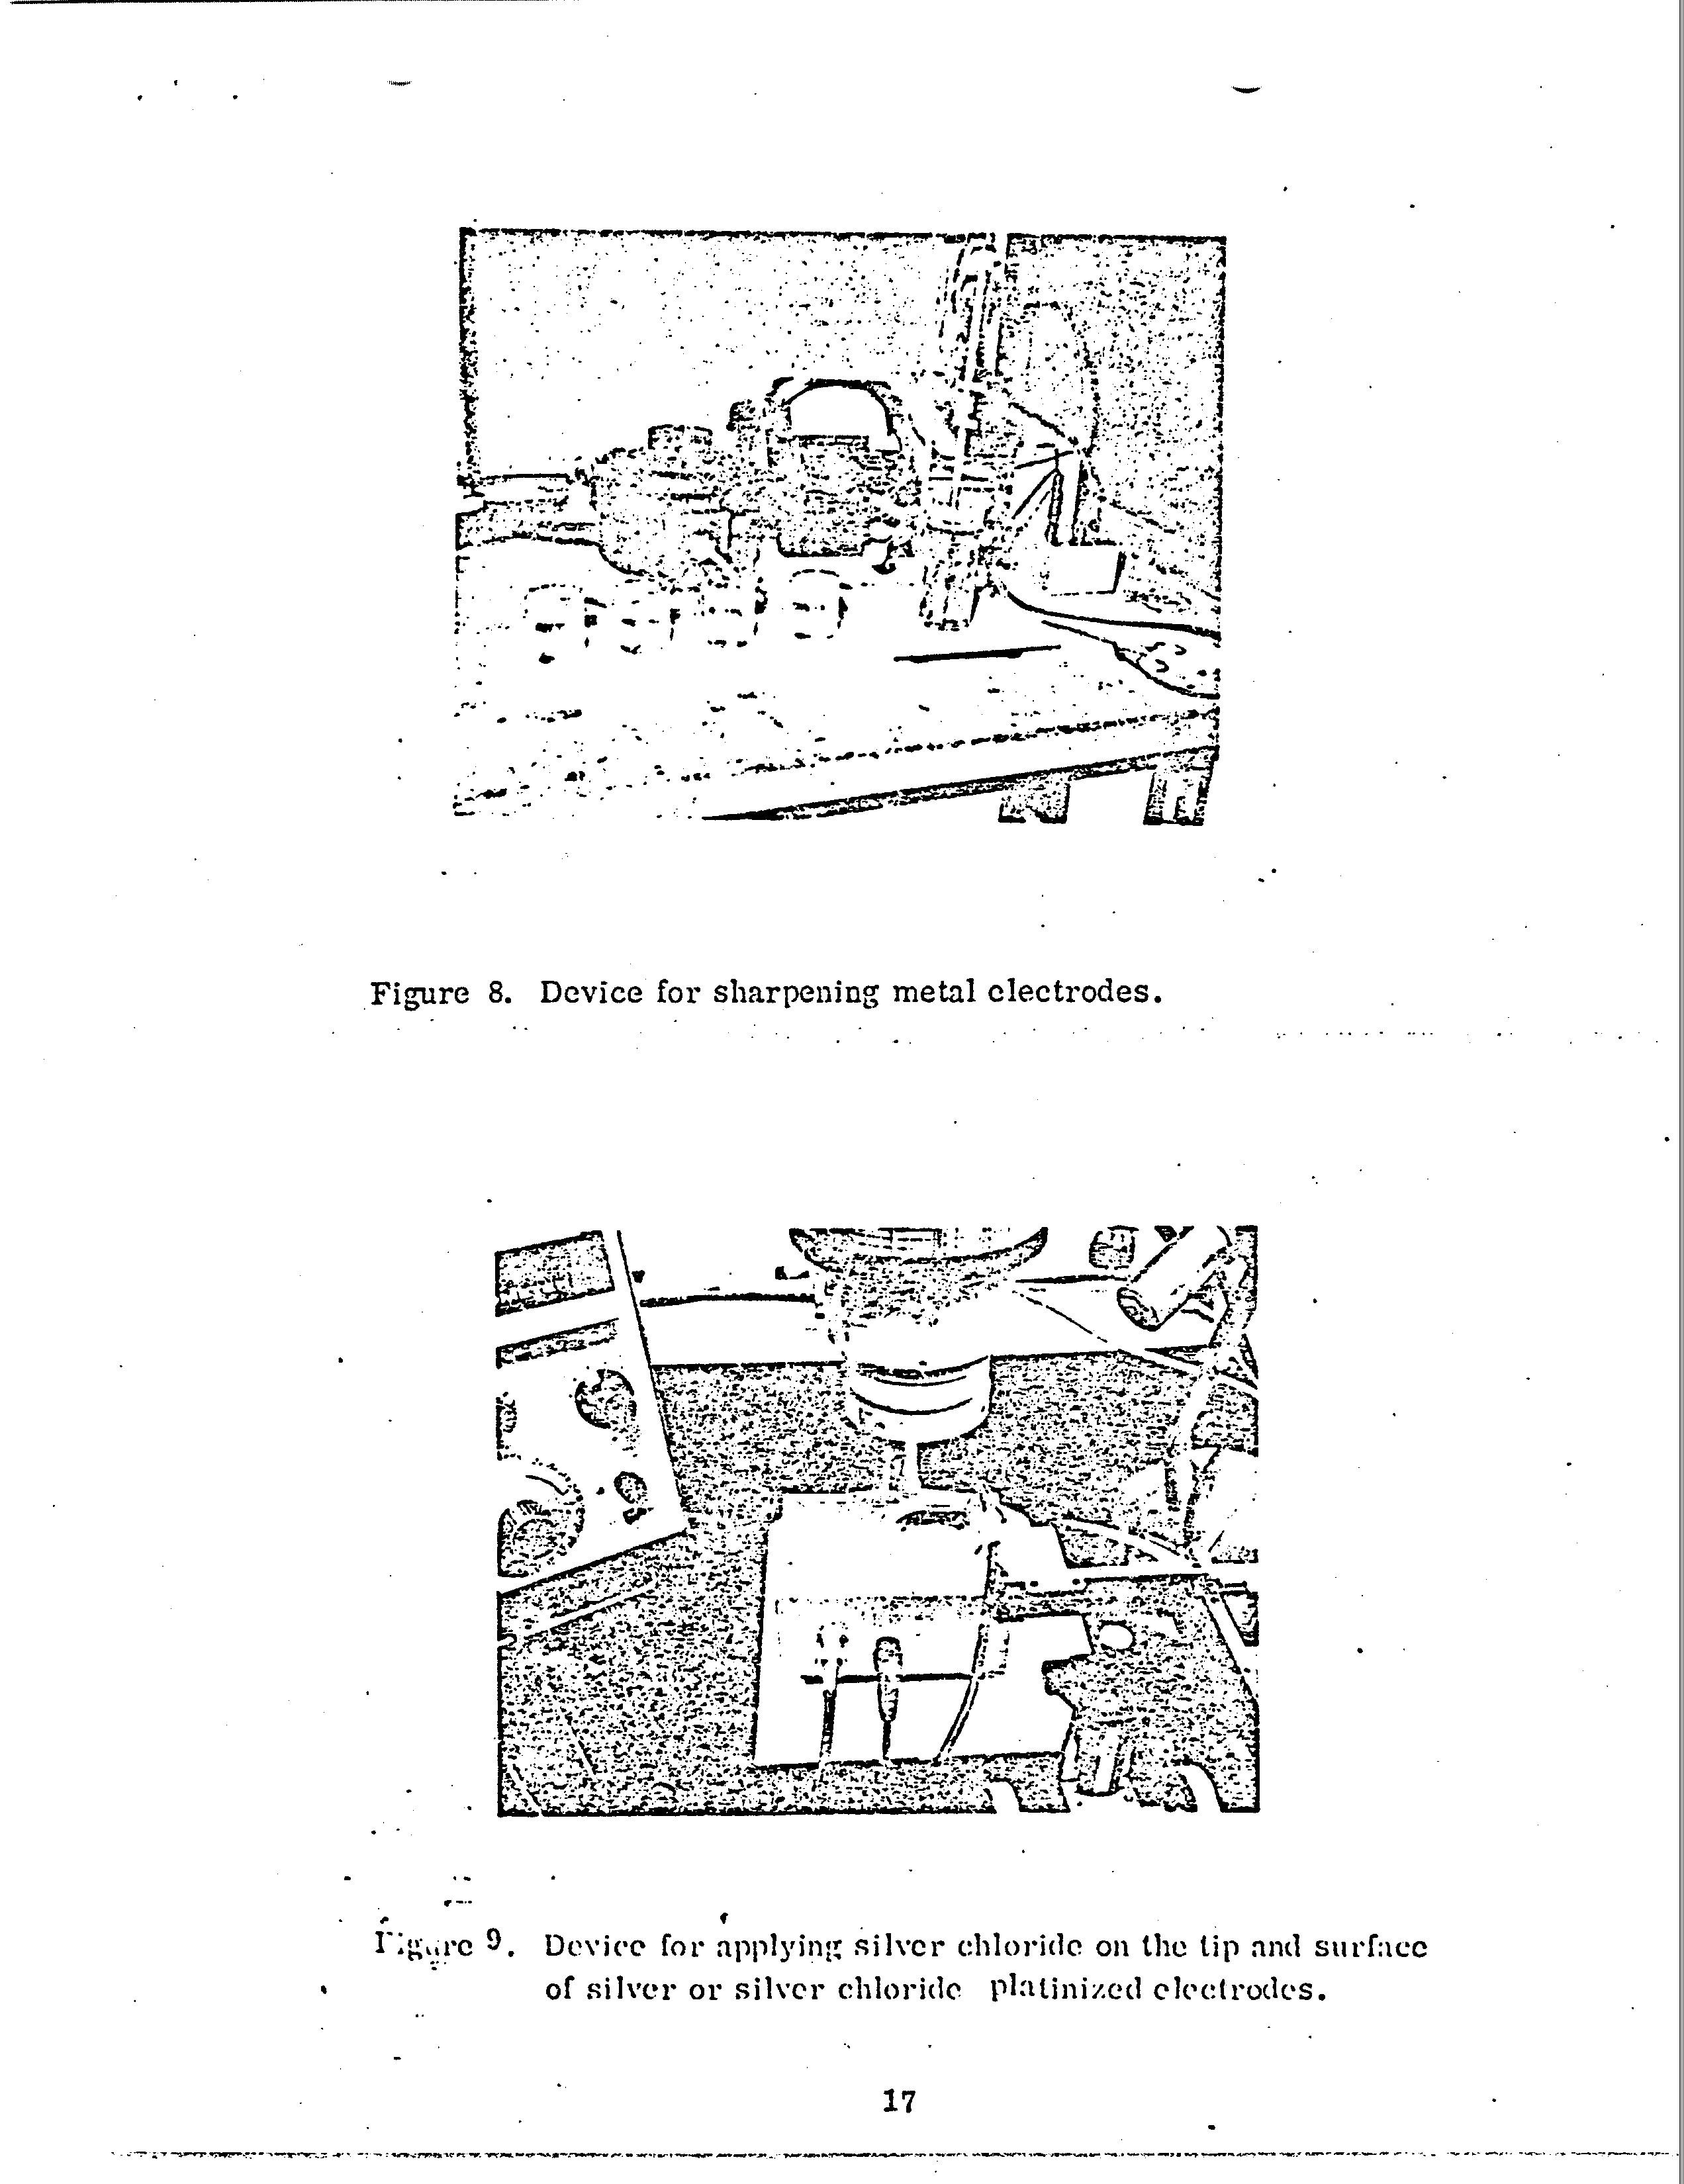 Figure 8. Device for sharpening metal electrodes.
Figure 9. Device for applying silver chloride on the tip and surface
of silver or silver chloride platinized electrodes.
17